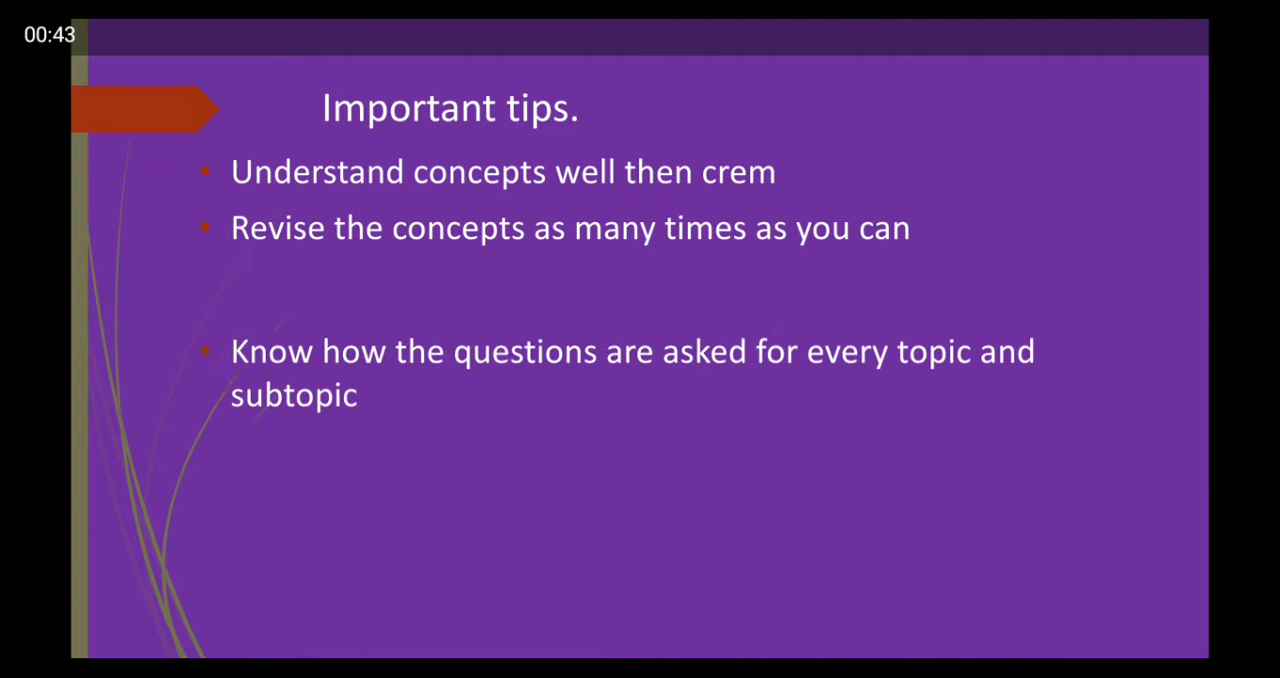 00:43
Important tips.
Understand concepts well then crem
Revise the concepts as many times as you can
Know how the questions are asked for every topic and
subtopic